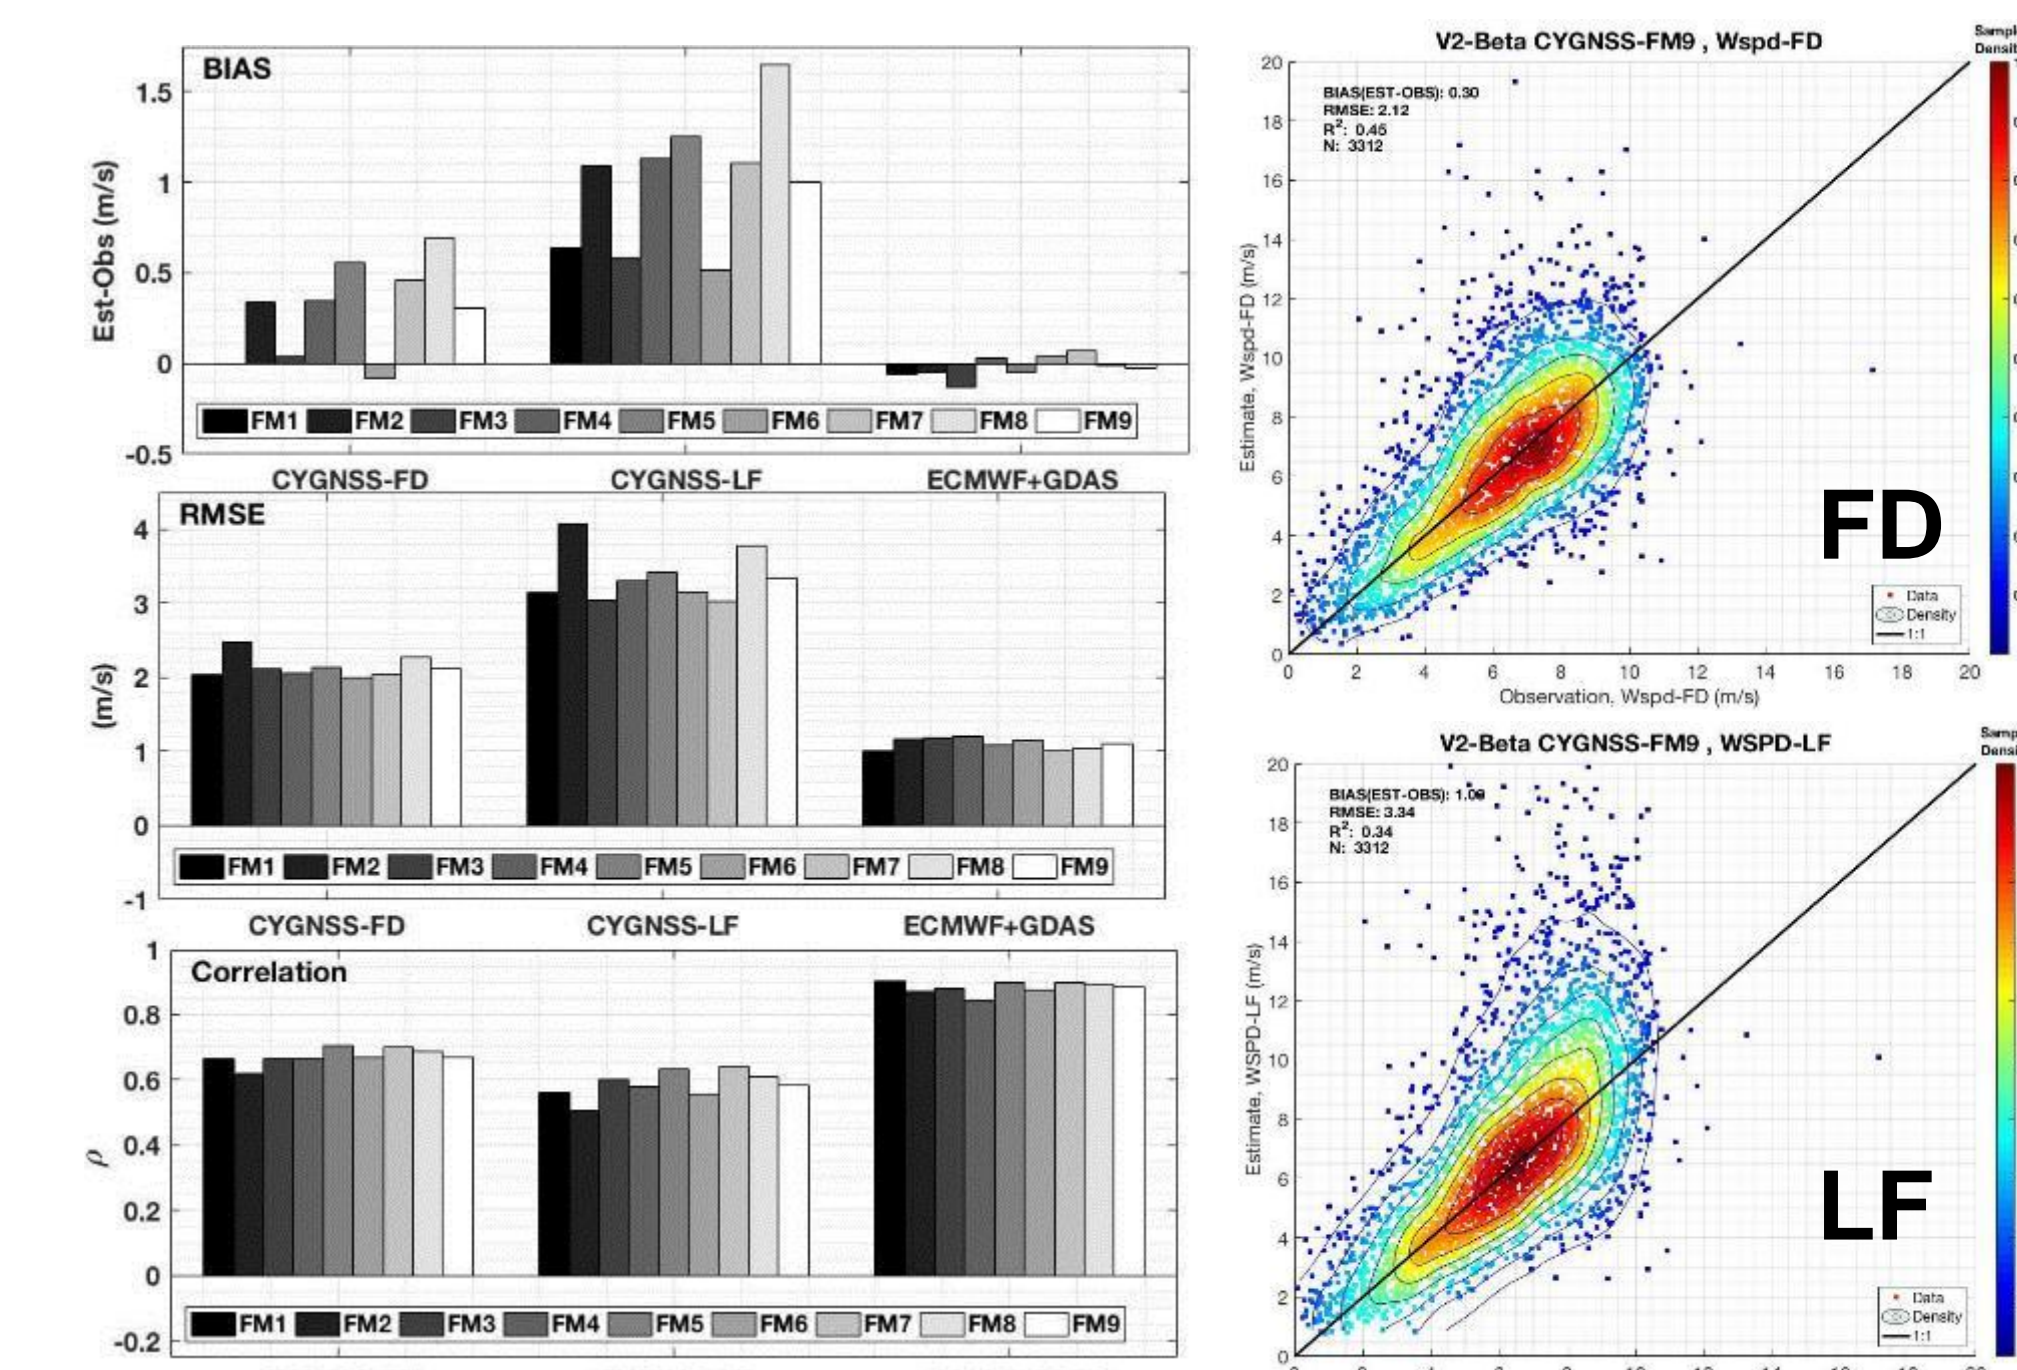 BIAS
Est-Obs (m/s)
1.5
1
0.5
0
-0.5
FM1 FM2 FM3 FM4 FM5 FM6 FM7 FM8 FM9
CYGNSS-FD CYGNSS-LF ECMWF+GDAS
RMSE
(m/s)
4
3
2
1
0
-1
FM1 FM2 FM3 FM4 FM5 FM6 FM7 FM8 FM9
CYGNSS-FD CYGNSS-LF ECMWF+GDAS
Correlation
ρ
1
0.8
0.6
0.4
0.2
0
-0.2
FM1 FM2 FM3 FM4 FM5 FM6 FM7 FM8 FM9
V2-Beta CYGNSS-FM9 , Wspd-FD
BIAS(EST-OBS): 0.30
RMSE: 2.12
R²: 0.45
N: 3312
Estimate, Wspd-FD (m/s)
20
18
16
14
12
10
8
6
4
2
0
FD
Data
Density
1:1
0 2 4 6 8 10 12 14 16 18 20
Observation, Wspd-FD (m/s)
V2-Beta CYGNSS-FM9 , WSPD-LF
BIAS(EST-OBS): 1.00
RMSE: 3.34
R²: 0.34
N: 3312
Estimate, WSPD-LF (m/s)
20
18
16
14
12
10
8
6
4
2
0
LF
Data
Density
1:1